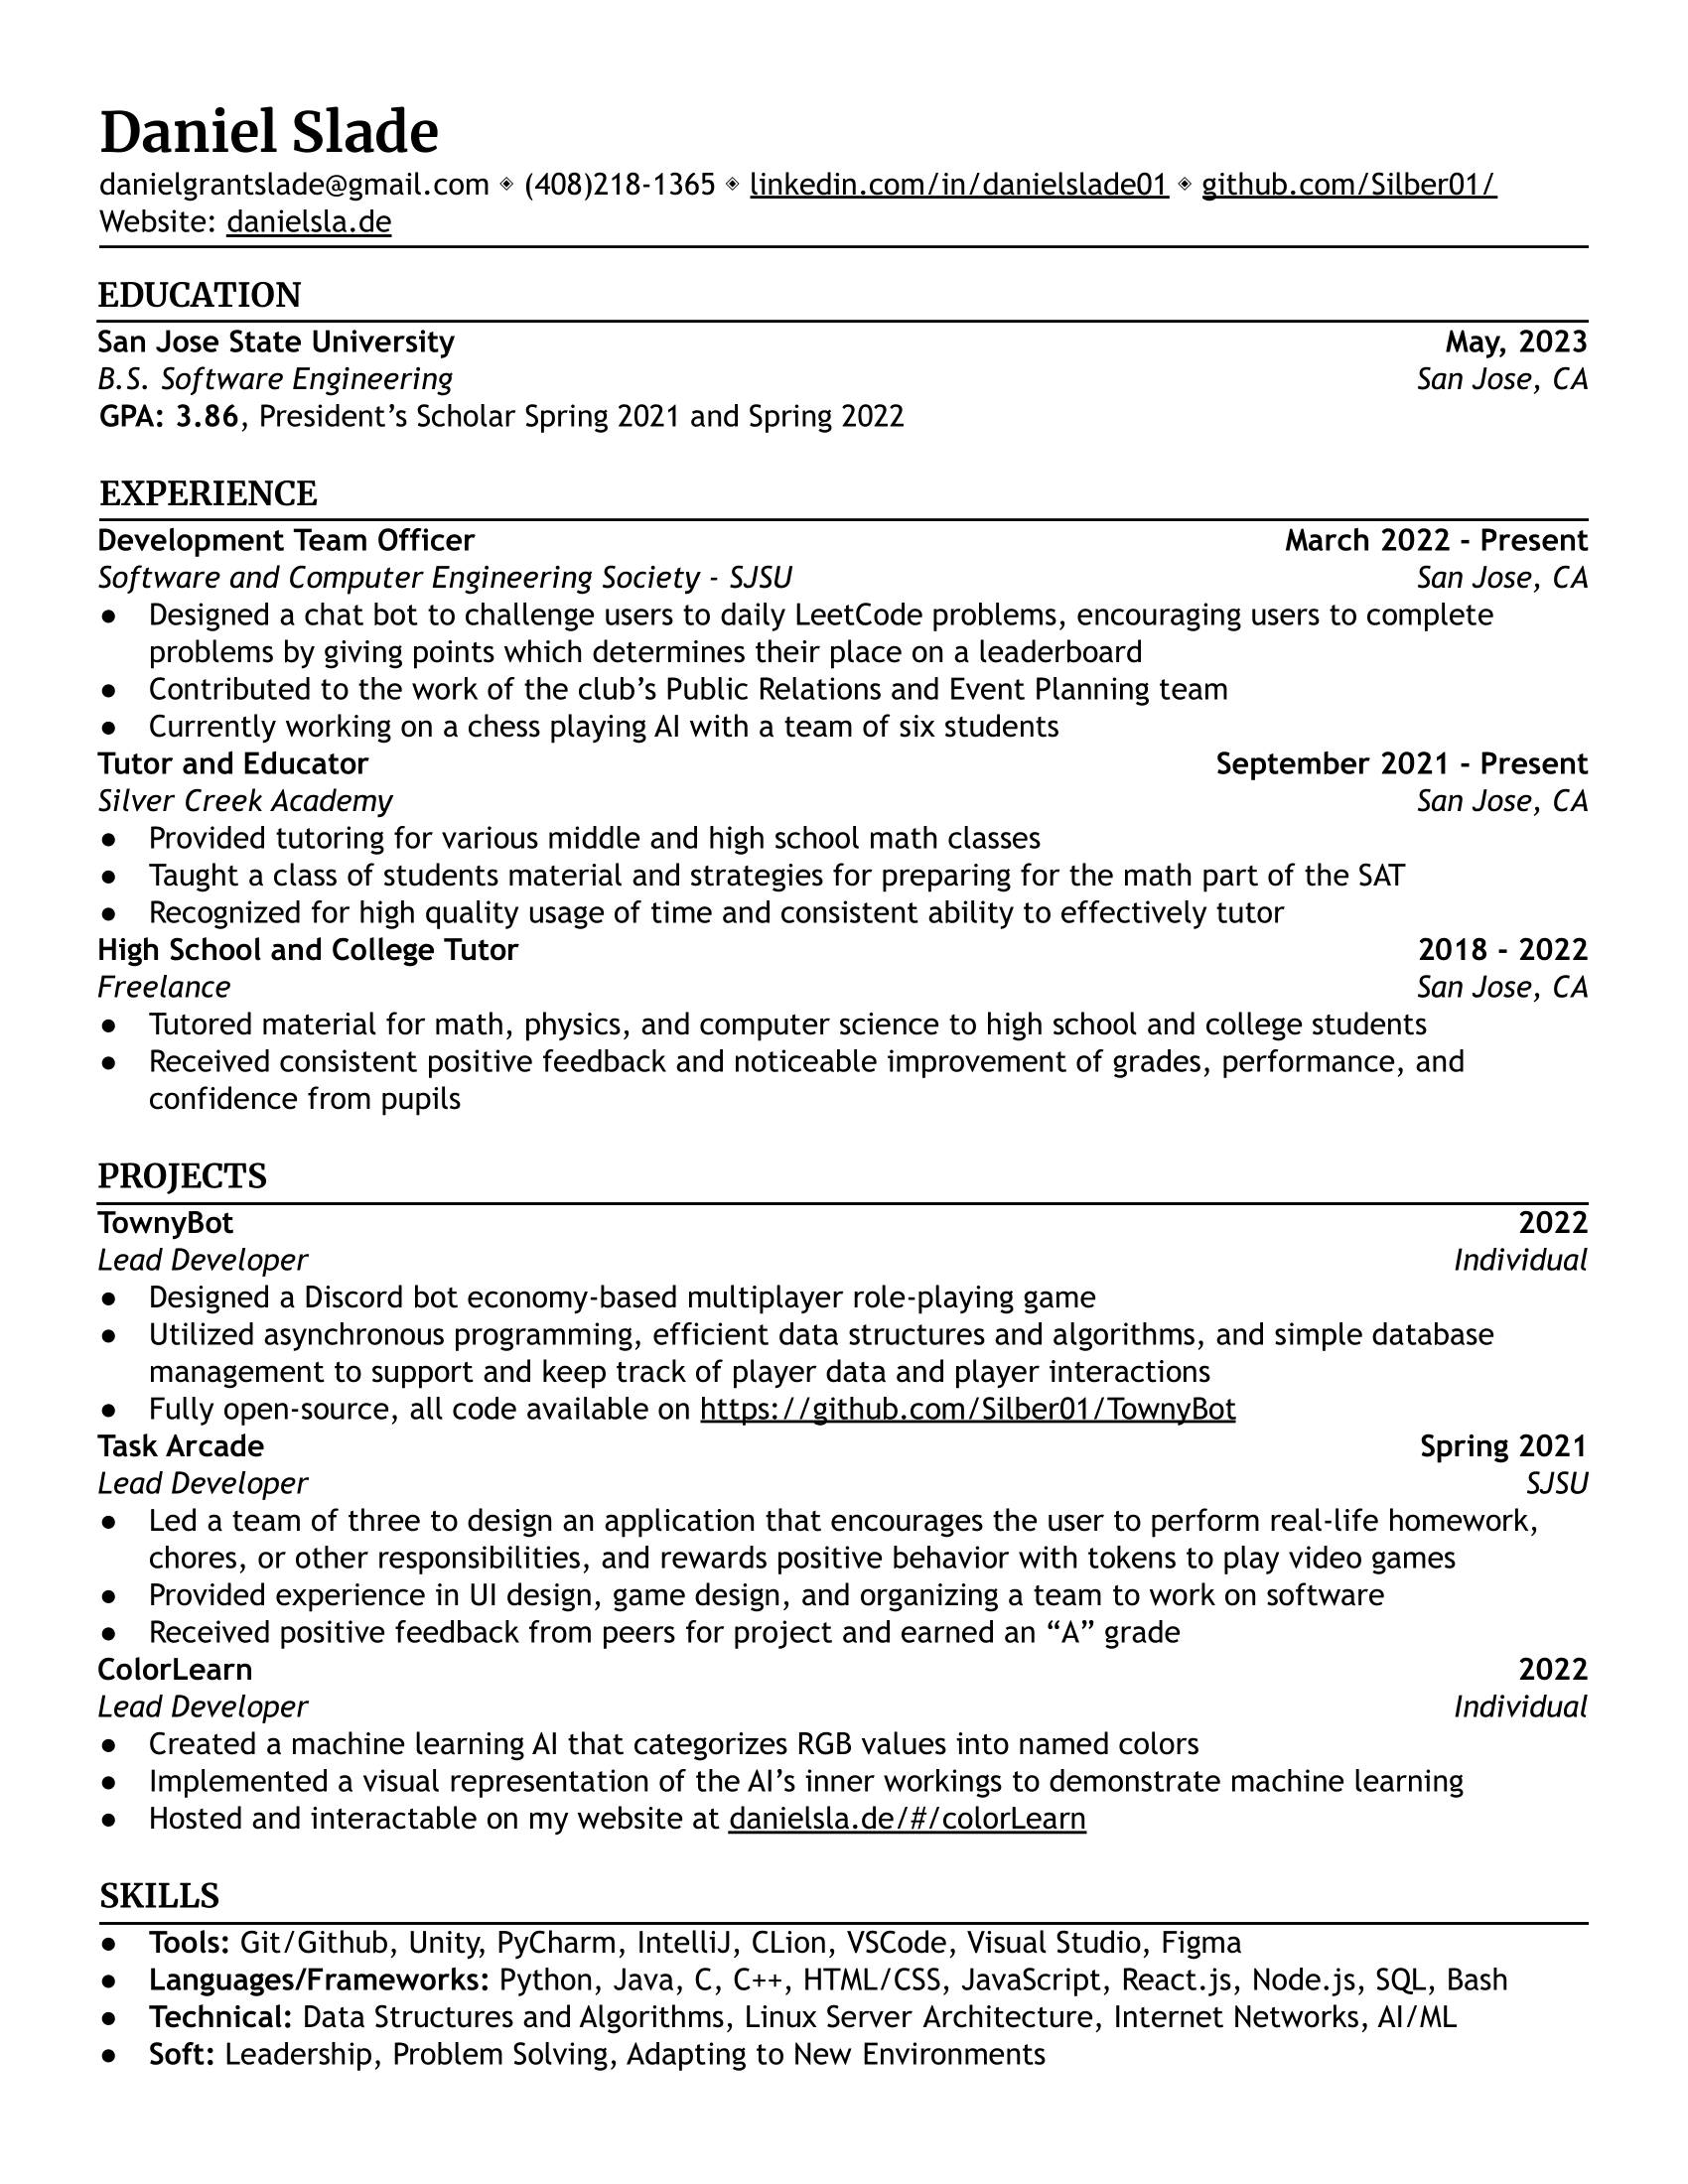 Daniel Slade
danielgrantslade@gmail.com ◈ (408)218-1365 ◈ linkedin.com/in/danielslade01 ◈ github.com/Silber01/
Website: danielsla.de
EDUCATION
San Jose State University May, 2023
B.S. Software Engineering San Jose, CA
GPA: 3.86, President’s Scholar Spring 2021 and Spring 2022
EXPERIENCE
Development Team Officer March 2022 - Present
Software and Computer Engineering Society - SJSU San Jose, CA
● Designed a chat bot to challenge users to daily LeetCode problems, encouraging users to complete
problems by giving points which determines their place on a leaderboard
● Contributed to the work of the club’s Public Relations and Event Planning team
● Currently working on a chess playing AI with a team of six students
Tutor and Educator September 2021 - Present
Silver Creek Academy San Jose, CA
● Provided tutoring for various middle and high school math classes
● Taught a class of students material and strategies for preparing for the math part of the SAT
● Recognized for high quality usage of time and consistent ability to effectively tutor
High School and College Tutor 2018 - 2022
Freelance San Jose, CA
● Tutored material for math, physics, and computer science to high school and college students
● Received consistent positive feedback and noticeable improvement of grades, performance, and
confidence from pupils
PROJECTS
TownyBot 2022
Lead Developer Individual
● Designed a Discord bot economy-based multiplayer role-playing game
● Utilized asynchronous programming, efficient data structures and algorithms, and simple database
management to support and keep track of player data and player interactions
● Fully open-source, all code available on https://github.com/Silber01/TownyBot
Task Arcade Spring 2021
Lead Developer SJSU
● Led a team of three to design an application that encourages the user to perform real-life homework,
chores, or other responsibilities, and rewards positive behavior with tokens to play video games
● Provided experience in UI design, game design, and organizing a team to work on software
● Received positive feedback from peers for project and earned an “A” grade
ColorLearn 2022
Lead Developer Individual
● Created a machine learning AI that categorizes RGB values into named colors
● Implemented a visual representation of the AI’s inner workings to demonstrate machine learning
● Hosted and interactable on my website at danielsla.de/#/colorLearn
SKILLS
● Tools: Git/Github, Unity, PyCharm, IntelliJ, CLion, VSCode, Visual Studio, Figma
● Languages/Frameworks: Python, Java, C, C++, HTML/CSS, JavaScript, React.js, Node.js, SQL, Bash
● Technical: Data Structures and Algorithms, Linux Server Architecture, Internet Networks, AI/ML
● Soft: Leadership, Problem Solving, Adapting to New Environments